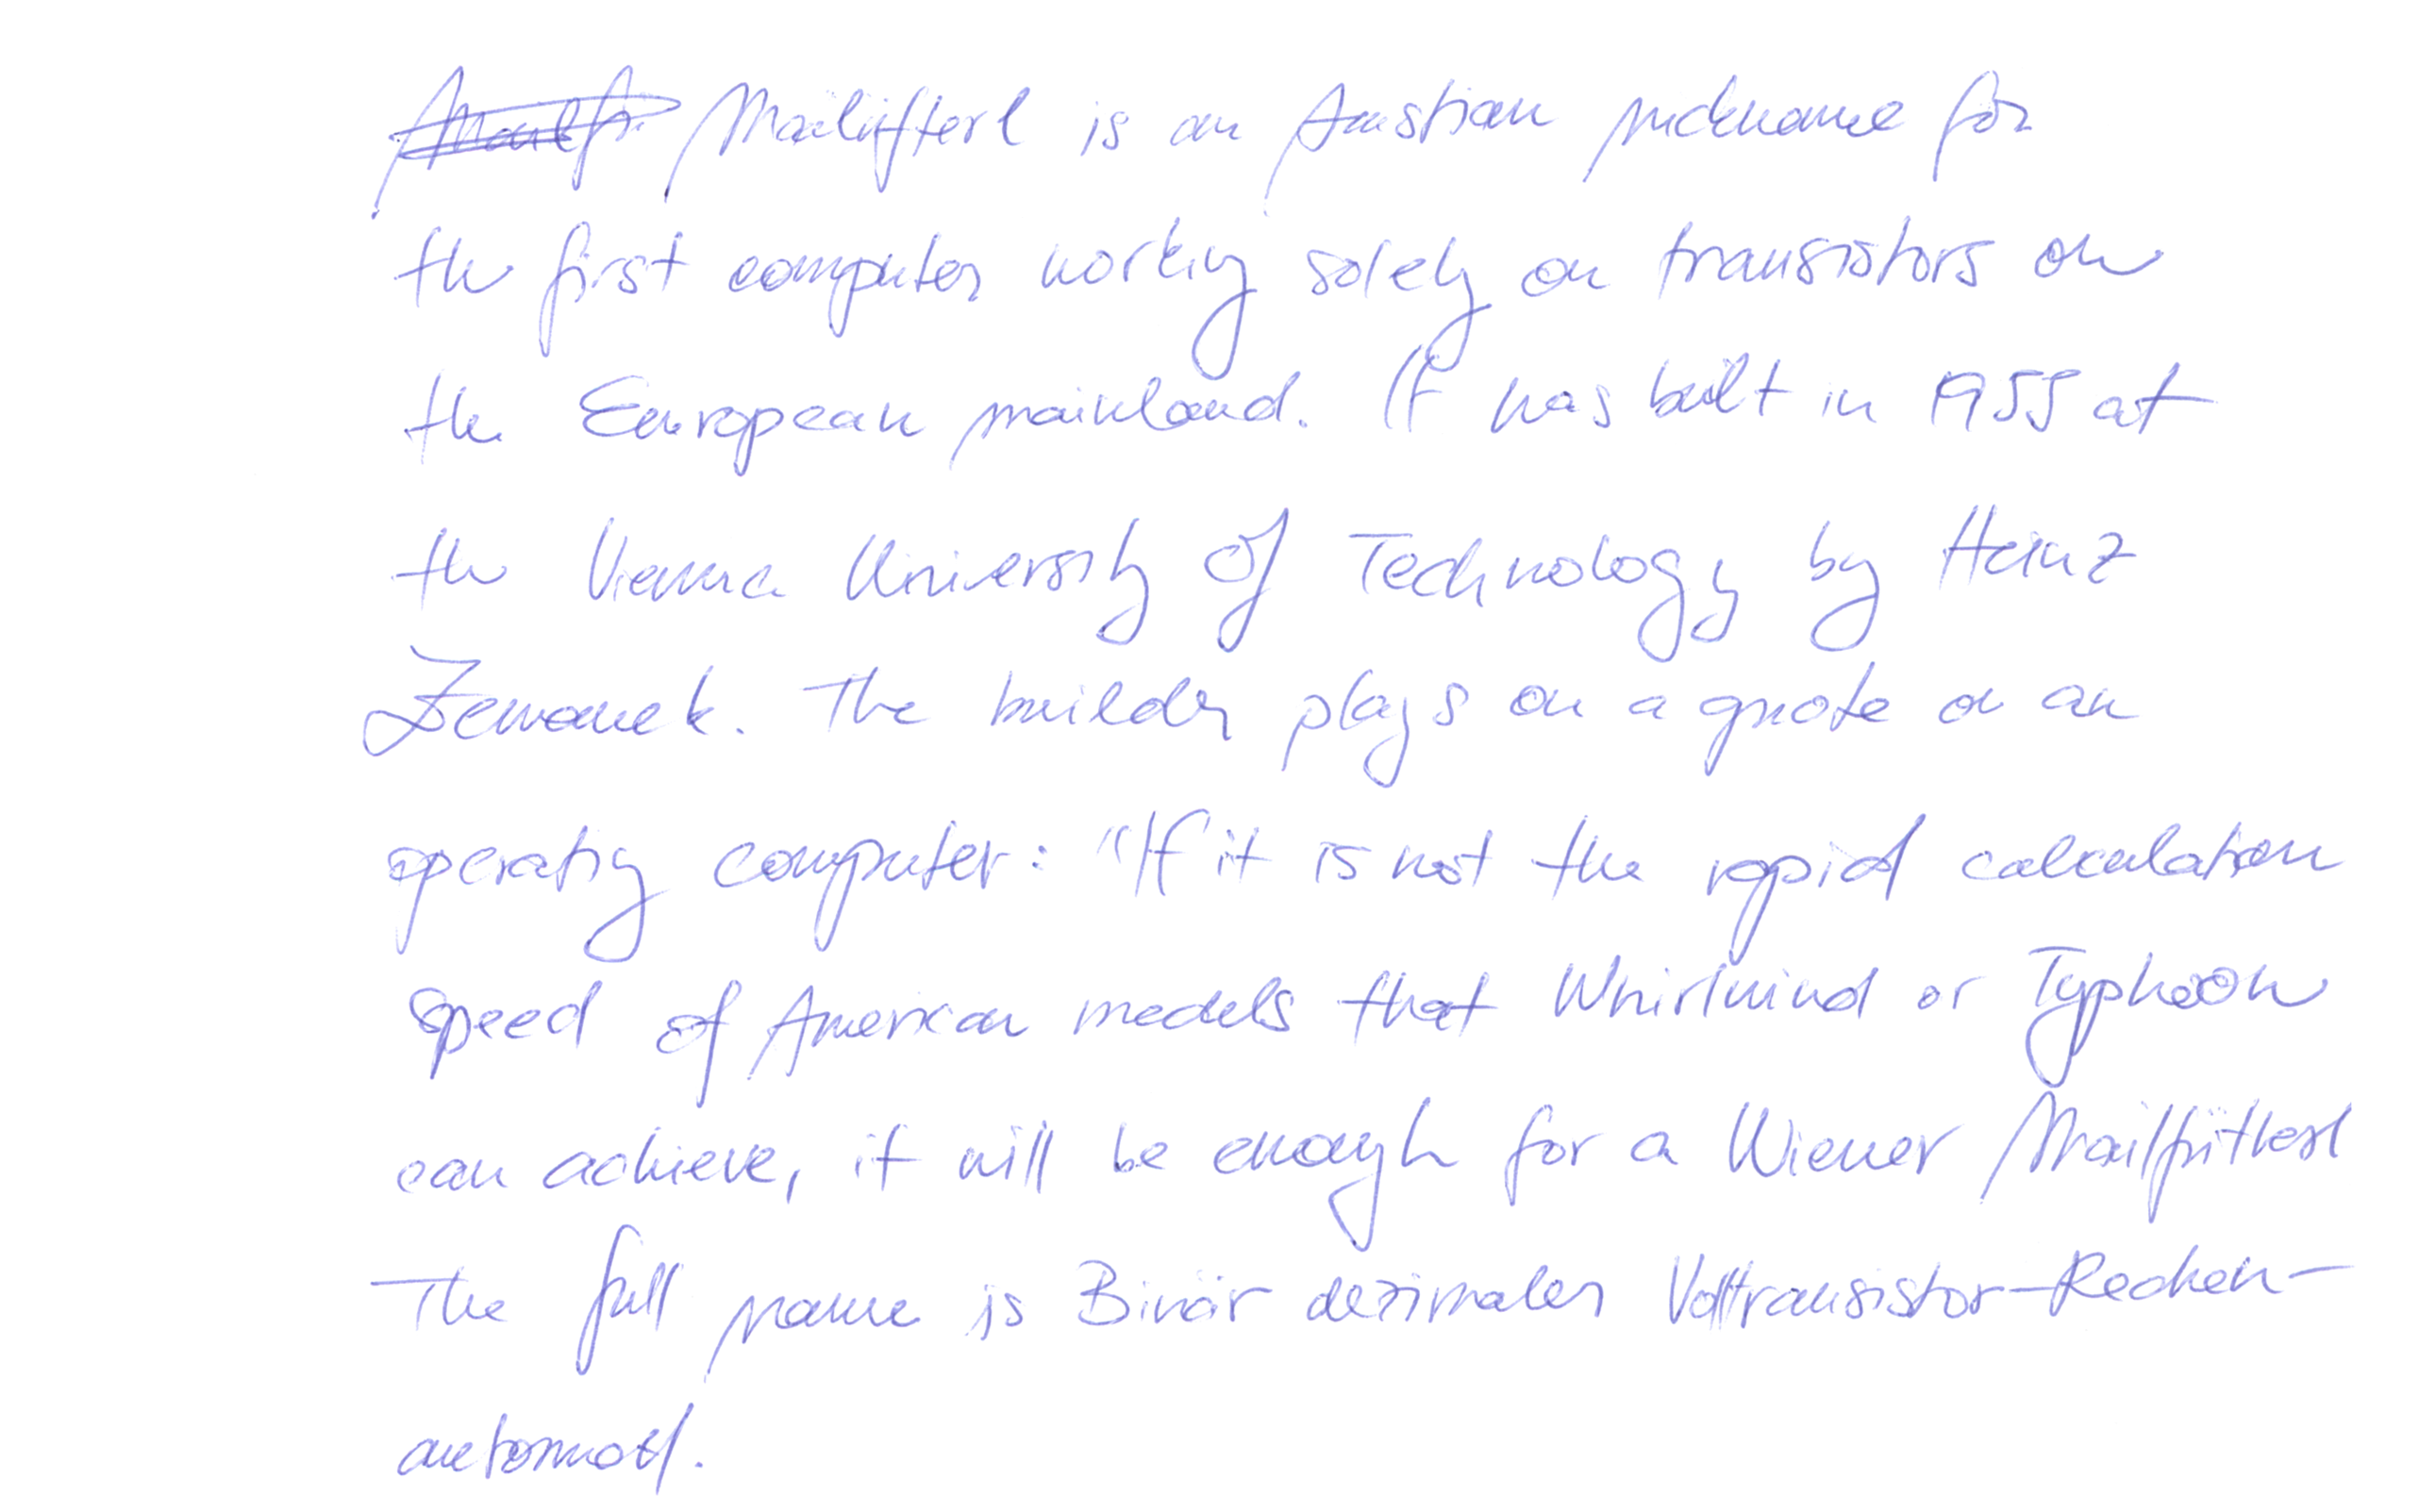 Mailüfterl is an Austrian nickname for
the first computer working solely on transistors on
the European mainland. It was built in 1955 at
the Vienna University of Technology by Heinz
Zemanek. The builder plays on a quote on an
operating computer: "If it is not the rapid calculation
speed of American models that Whirlwind or Typhoon
can achieve, it will be enough for a Wiener
The full name is Binär dezimaler Volltransistor-Rechen-
automat.